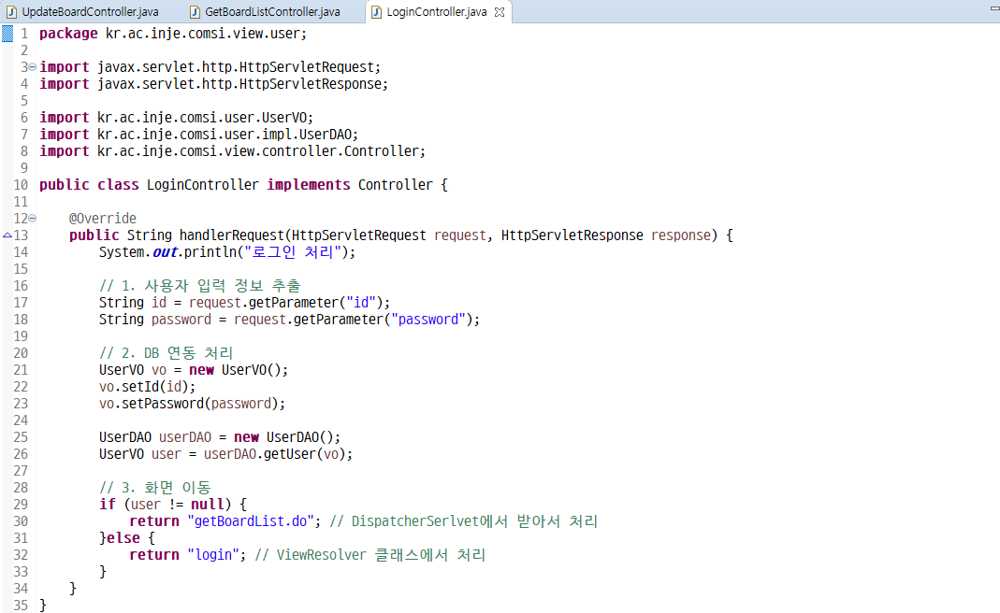 UpdateBoardController.java GetBoardListController.java LoginController.java
1 package kr.ac.inje.comsi.view.user;
2
3 import javax.servlet.http.HttpServletRequest;
4 import javax.servlet.http.HttpServletResponse;
5
6 import kr.ac.inje.comsi.user.UserVO;
7 import kr.ac.inje.comsi.user.impl.UserDAO;
8 import kr.ac.inje.comsi.view.controller.Controller;
9
10 public class LoginController implements Controller {
11
12     @Override
13     public String handlerRequest(HttpServletRequest request, HttpServletResponse response) {
14         System.out.println("로그인 처리");
15
16         // 1. 사용자 입력 정보 추출
17         String id = request.getParameter("id");
18         String password = request.getParameter("password");
19
20         // 2. DB 연동 처리
21         UserVO vo = new UserVO();
22         vo.setId(id);
23         vo.setPassword(password);
24
25         UserDAO userDAO = new UserDAO();
26         UserVO user = userDAO.getUser(vo);
27
28         // 3. 화면 이동
29         if (user != null) {
30             return "getBoardList.do"; // DispatcherSerlvet에서 받아서 처리
31         }else {
32             return "login"; // ViewResolver 클래스에서 처리
33         }
34     }
35 }